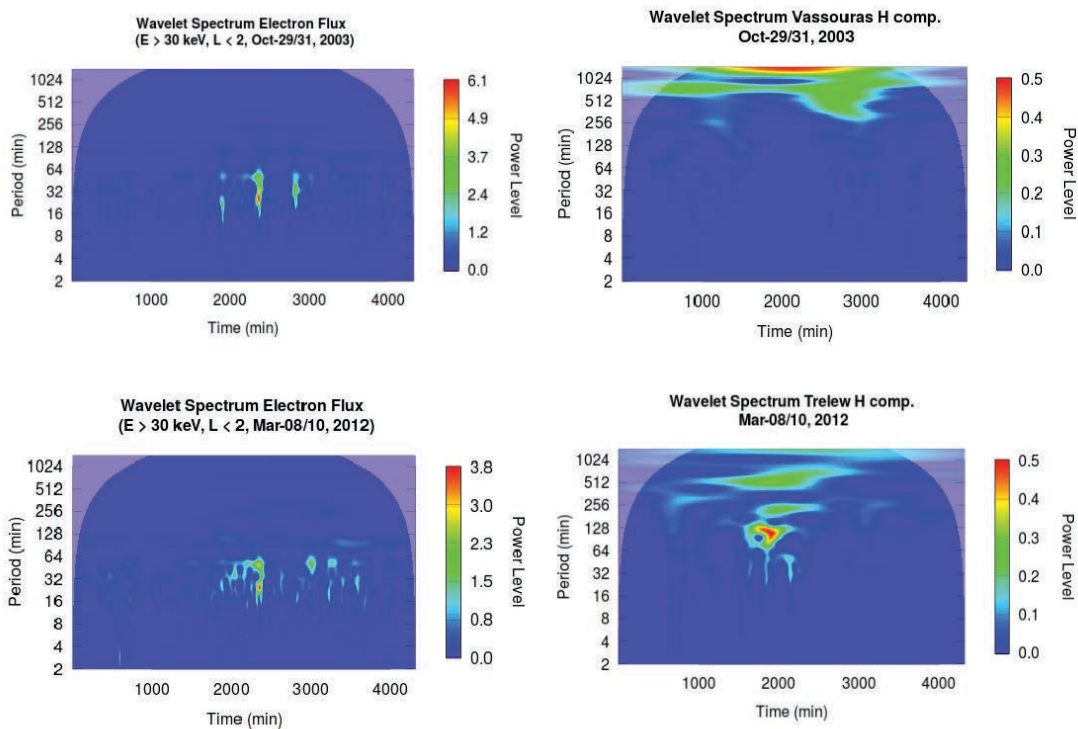 Wavelet Spectrum Electron Flux
(E > 30 keV, L < 2, Oct-29/31, 2003)
1024
512
256
128
64
32
16
8
4
2
Period (min)
1000 2000 3000 4000
Time (min)
6.1
4.9
3.7
2.4
1.2
0.0
Power Level
Wavelet Spectrum Vassouras H comp.
Oct-29/31, 2003
1024
512
256
128
64
32
16
8
4
2
Period (min)
1000 2000 3000 4000
Time (min)
0.5
0.4
0.3
0.2
0.1
0.0
Power Level
Wavelet Spectrum Electron Flux
(E > 30 keV, L < 2, Mar-08/10, 2012)
1024
512
256
128
64
32
16
8
4
2
Period (min)
1000 2000 3000 4000
Time (min)
3.8
3.0
2.3
1.5
0.8
0.0
Power Level
Wavelet Spectrum Trelew H comp.
Mar-08/10, 2012
1024
512
256
128
64
32
16
8
4
2
Period (min)
1000 2000 3000 4000
Time (min)
0.5
0.4
0.3
0.2
0.1
0.0
Power Level